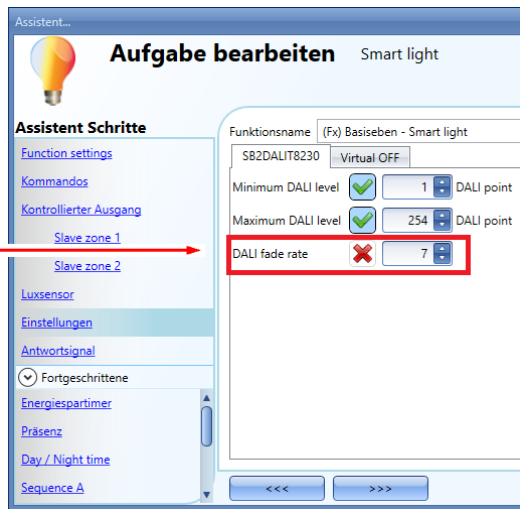 Assistent...
Aufgabe bearbeiten Smart light
Assistent Schritte
Function settings
Kommandos
Kontrollierter Ausgang
Slave zone 1
Slave zone 2
Luxsensor
Einstellungen
Antwortsignal
Fortgeschrittene
Energiespartimer
Präsenz
Day / Night time
Sequence A
Funktionsname (Fx) Basiseben - Smart light
SB2DALIT8230 Virtual OFF
Minimum DALI level 1 DALI point
Maximum DALI level 254 DALI point
DALI fade rate 7
<<< >>>